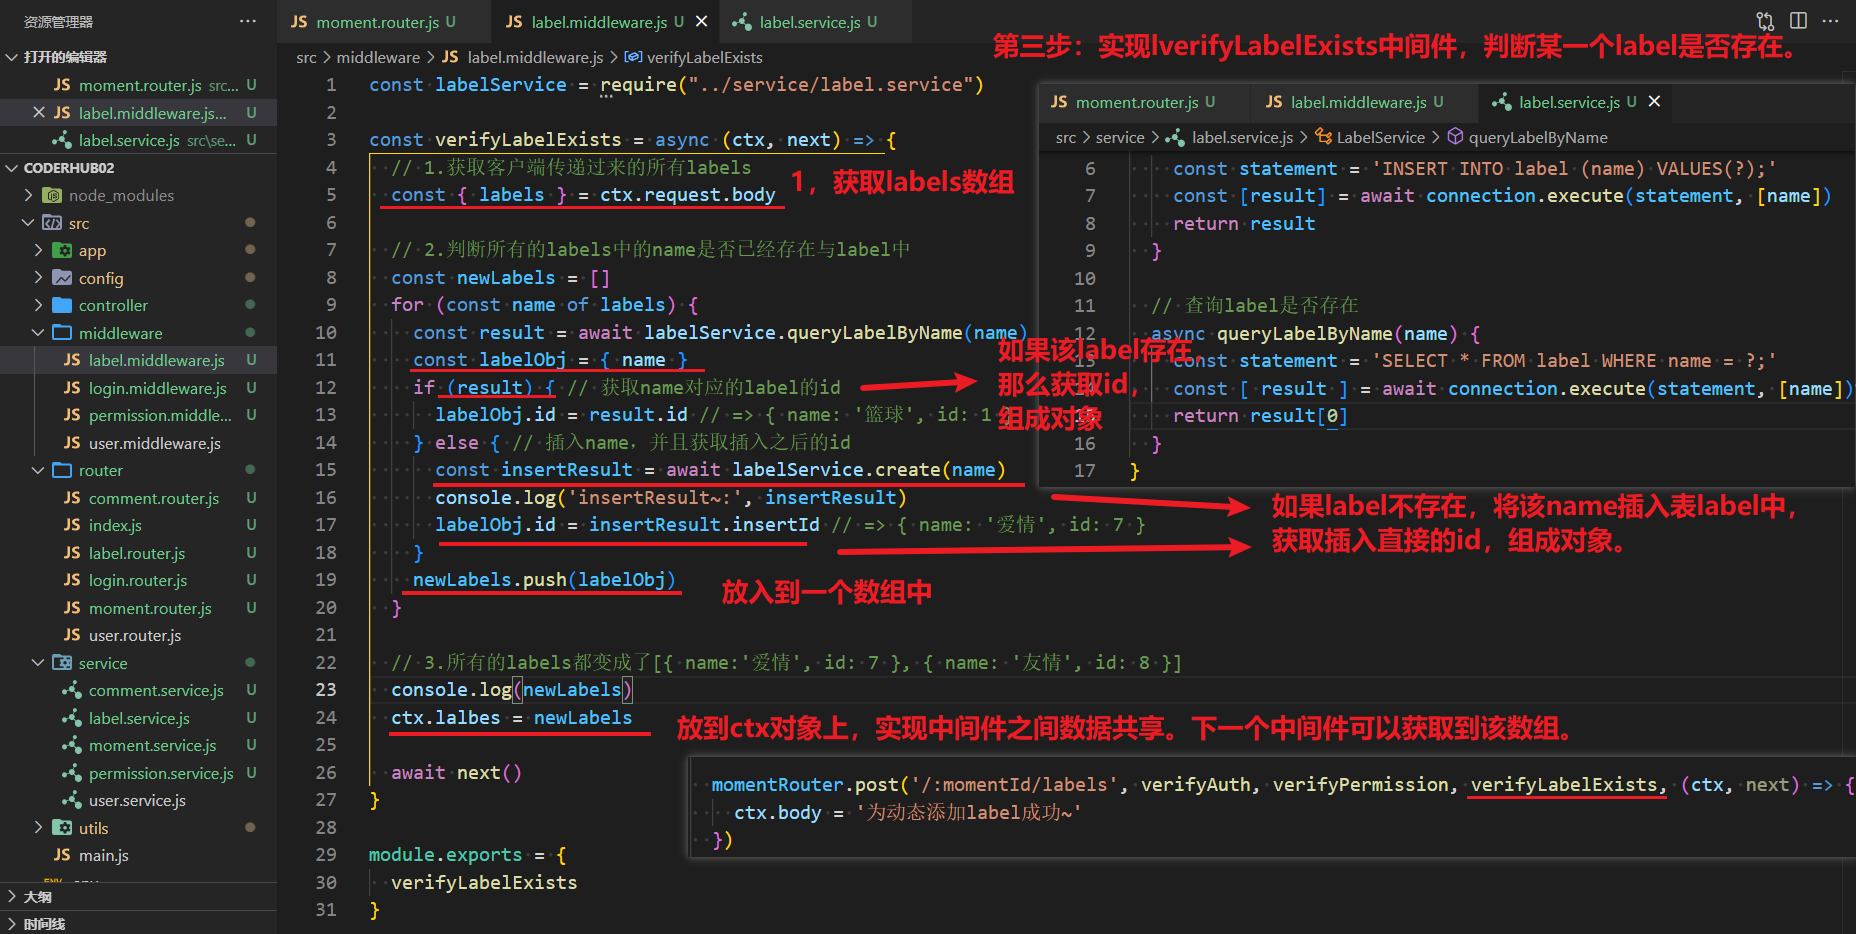 资源管理器
打开的编辑器
JS moment.router.js src... U
JS label.middleware.js... U
label.service.js src\se... U
CODERHUB02
node_modules
src
app
config
controller
middleware
JS label.middleware.js U
JS login.middleware.js U
JS permission.middle... U
JS user.middleware.js
router
JS comment.router.js U
JS index.js U
JS label.router.js U
JS login.router.js U
JS moment.router.js U
JS user.router.js
service
comment.service.js U
label.service.js U
moment.service.js U
permission.service.js U
user.service.js
utils
JS main.js
大纲
时间线
JS moment.router.js U
JS label.middleware.js U
label.service.js U
src > middleware > JS label.middleware.js > verifyLabelExists
第三步：实现lverifyLabelExists中间件，判断某一个label是否存在。
1 const labelService = require("../service/label.service")
2
3 const verifyLabelExists = async (ctx, next) => {
4 // 1.获取客户端传递过来的所有labels
5 const { labels } = ctx.request.body
1，获取labels数组
6
7 // 2.判断所有的labels中的name是否已经存在与label中
8 const newLabels = []
9 for (const name of labels) {
10 const result = await labelService.queryLabelByName(name)
11 const labelObj = { name }
12 if (result) { // 获取name对应的label的id
13 labelObj.id = result.id // => { name: '篮球', id: 1
如果该label存在，
那么获取id，
组成对象
14 } else { // 插入name，并且获取插入之后的id
15 const insertResult = await labelService.create(name)
16 console.log('insertResult~:', insertResult)
17 labelObj.id = insertResult.insertId // => { name: '爱情', id: 7 }
如果label不存在，将该name插入表label中，
获取插入直接的id，组成对象。
18 }
19 newLabels.push(labelObj)
放入到一个数组中
20 }
21
22 // 3.所有的labels都变成了[{ name:'爱情', id: 7 }, { name: '友情', id: 8 }]
23 console.log(newLabels)
24 ctx.lalbes = newLabels
放到ctx对象上，实现中间件之间数据共享。下一个中间件可以获取到该数组。
25
26 await next()
27 }
28
29 module.exports = {
30 verifyLabelExists
31 }
JS moment.router.js U
JS label.middleware.js U
label.service.js U
src > service > label.service.js > LabelService > queryLabelByName
6 const statement = 'INSERT INTO label (name) VALUES(?);'
7 const [result] = await connection.execute(statement, [name])
8 return result
9 }
10
11 // 查询label是否存在
12 async queryLabelByName(name) {
const statement = 'SELECT * FROM label WHERE name = ?;'
const [ result ] = await connection.execute(statement, [name])
return result[0]
16 }
17 }
momentRouter.post('/:momentId/labels', verifyAuth, verifyPermission, verifyLabelExists, (ctx, next) => {
ctx.body = '为动态添加label成功~'
})